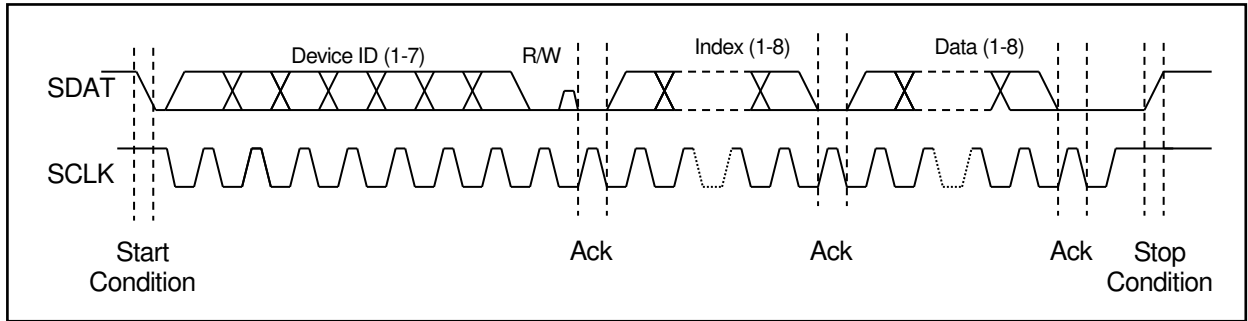 Device ID (1-7)
R/W
Index (1-8)
Data (1-8)
SDAT
SCLK
Start
Condition
Ack
Ack
Ack
Stop
Condition